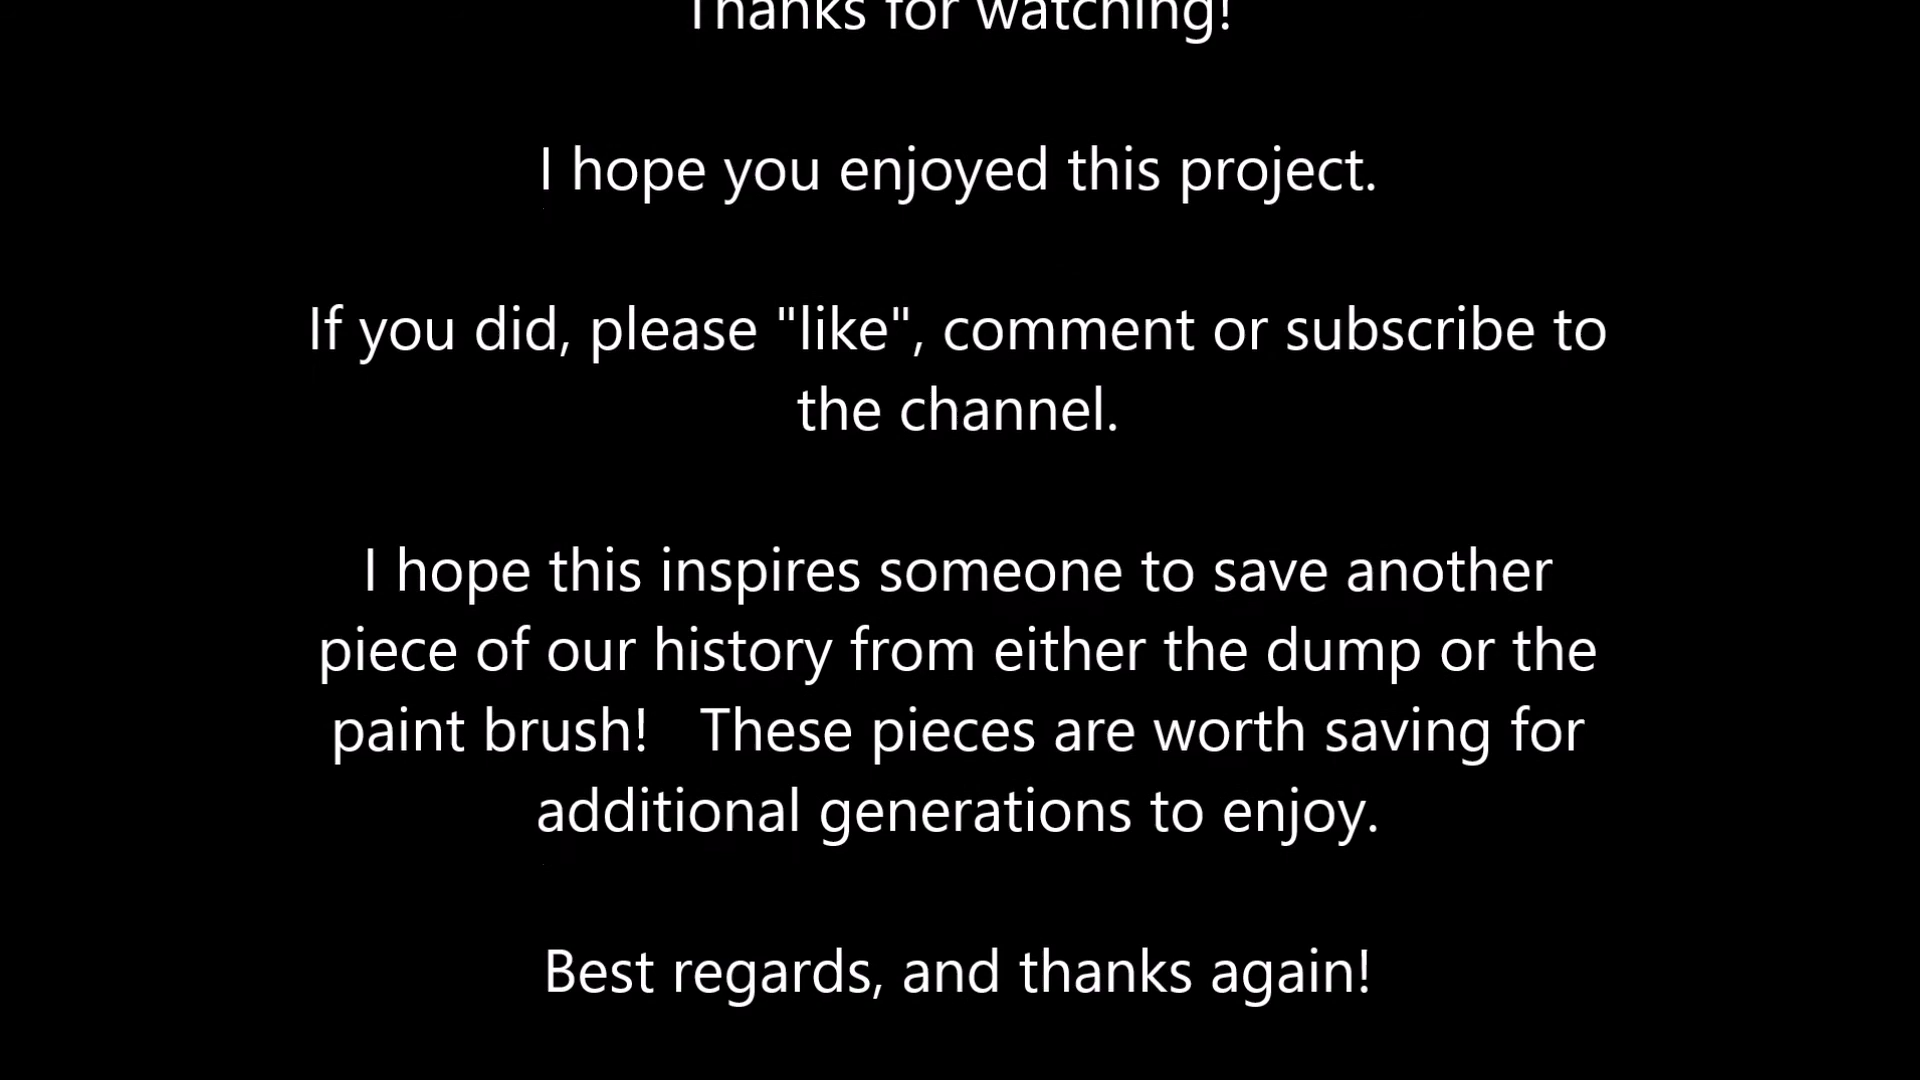 Thanks for watching!
I hope you enjoyed this project.
If you did, please "like", comment or subscribe to
the channel.
I hope this inspires someone to save another
piece of our history from either the dump or the
paint brush!   These pieces are worth saving for
additional generations to enjoy.
Best regards, and thanks again!